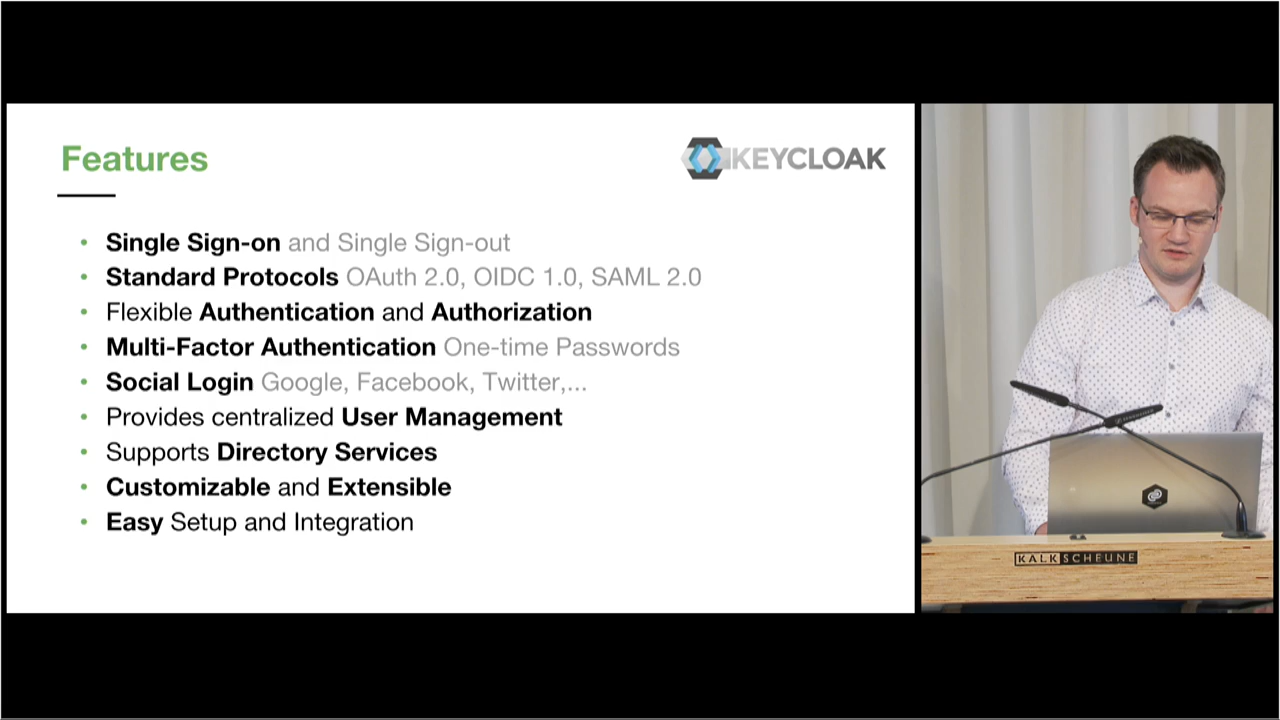 Features
KEYCLOAK
Single Sign-on and Single Sign-out
Standard Protocols OAuth 2.0, OIDC 1.0, SAML 2.0
Flexible Authentication and Authorization
Multi-Factor Authentication One-time Passwords
Social Login Google, Facebook, Twitter,...
Provides centralized User Management
Supports Directory Services
Customizable and Extensible
Easy Setup and Integration
KALKSCHEUNE